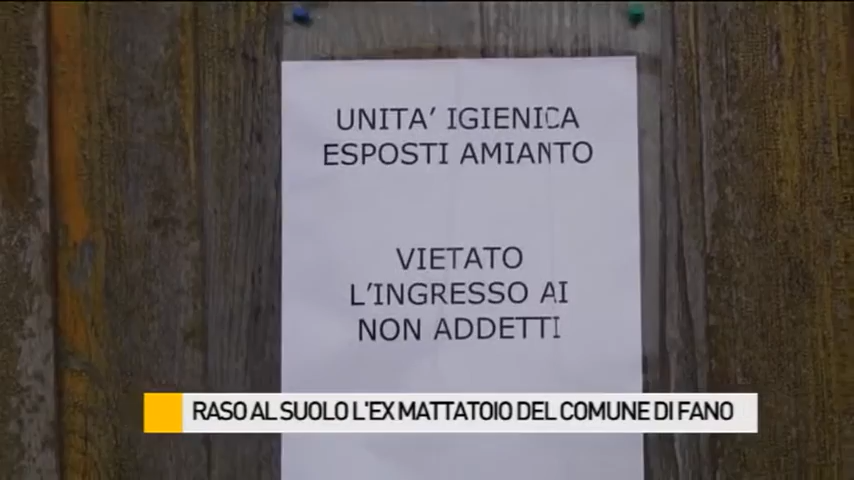 UNITA' IGIENICA
ESPOSTI AMIANTO
VIETATO
L'INGRESSO AI
NON ADDETTI
RASO AL SUOLO L'EX MATTATOIO DEL COMUNE DI FANO